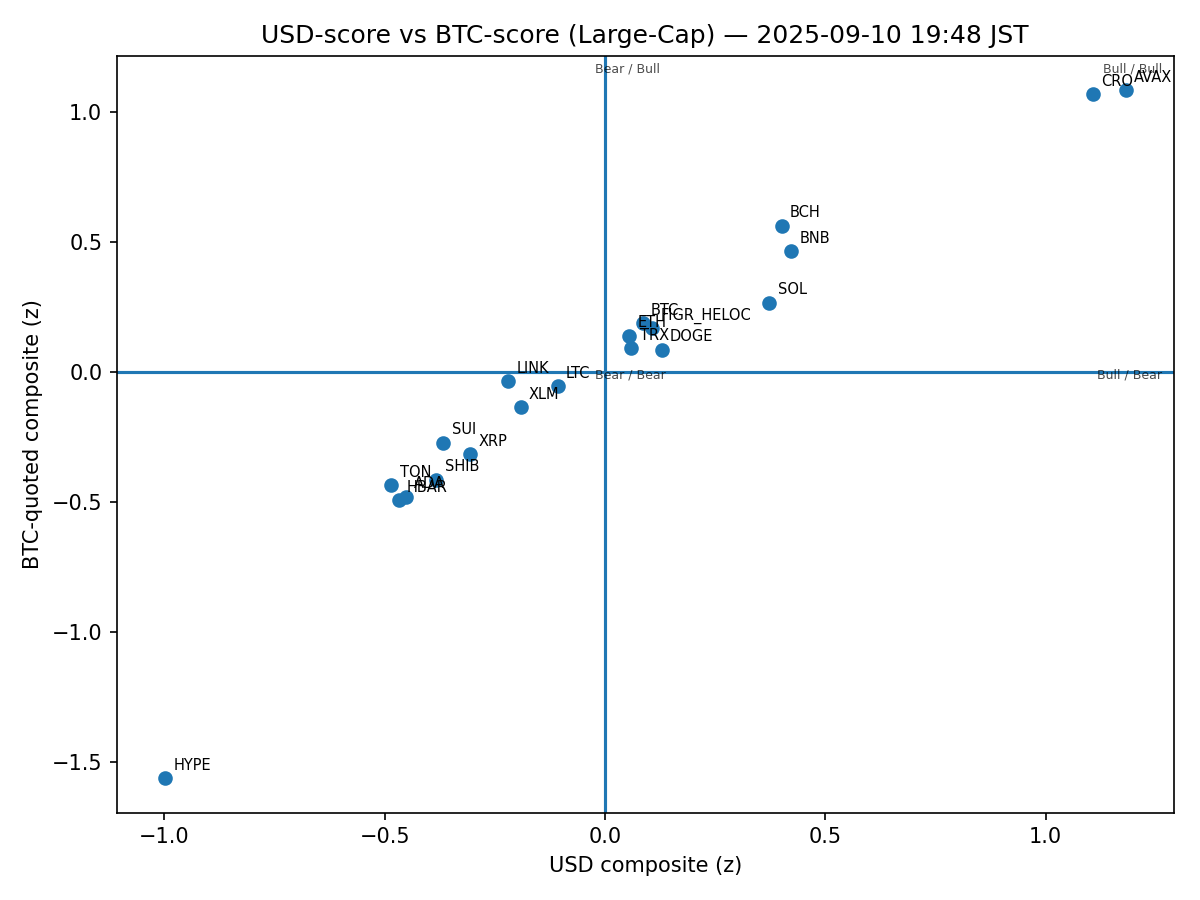 USD-score vs BTC-score (Large-Cap) — 2025-09-10 19:48 JST
Bear / Bull
Bull / Bull
AVAX
CRO
1.0
BCH
0.5
BNB
SOL
BTC
FIGR_HELOC
ETH
TRX
DOGE
0.0
LINK
LTC
Bear / Bear
Bull / Bear
XLM
SUI
XRP
SHIB
TON
ADA
HBAR
−0.5
−1.0
−1.5
HYPE
−1.0
−0.5
0.0
0.5
1.0
USD composite (z)
BTC-quoted composite (z)